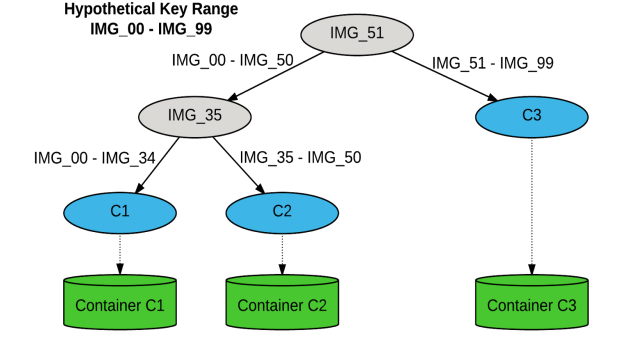 Hypothetical Key Range
IMG_00 - IMG_99
IMG_51
IMG_00 - IMG_50
IMG_51 - IMG_99
IMG_35
C3
IMG_00 - IMG_34
IMG_35 - IMG_50
C1
C2
Container C1
Container C2
Container C3